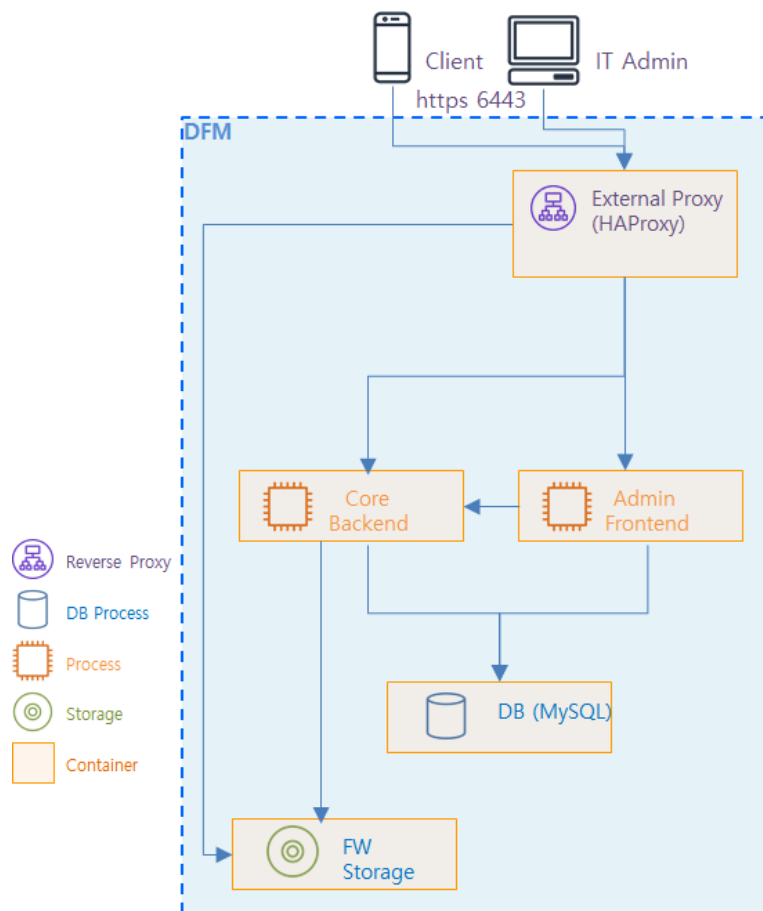 Client
IT Admin
https 6443
DFM
External Proxy
(HAProxy)
Core
Backend
Admin
Frontend
Reverse Proxy
DB Process
Process
Storage
Container
DB (MySQL)
FW
Storage